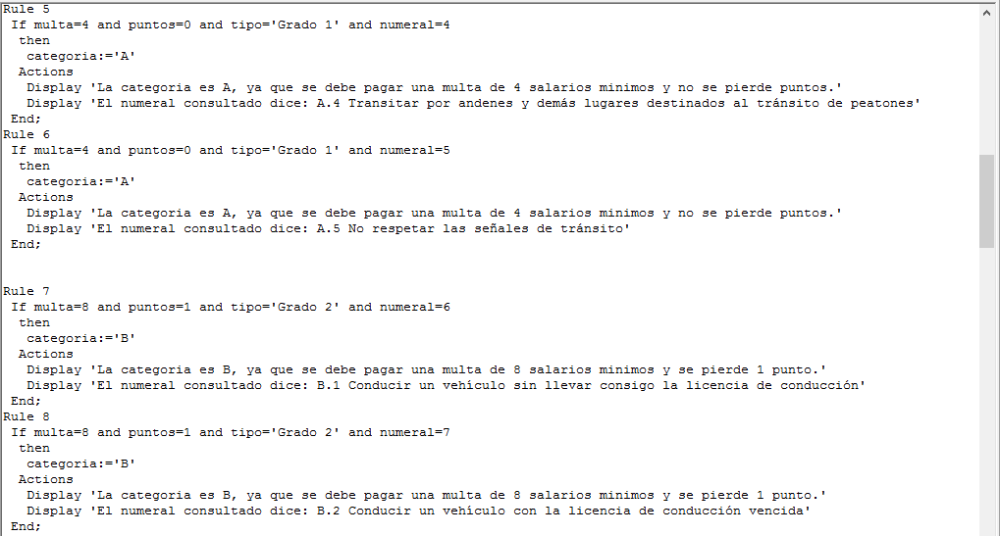 Rule 5
If multa=4 and puntos=0 and tipo='Grado 1' and numeral=4
then
categoria:='A'
Actions
Display 'La categoria es A, ya que se debe pagar una multa de 4 salarios minimos y no se pierde puntos.'
Display 'El numeral consultado dice: A.4 Transitar por andenes y demás lugares destinados al tránsito de peatones'
End;
Rule 6
If multa=4 and puntos=0 and tipo='Grado 1' and numeral=5
then
categoria:='A'
Actions
Display 'La categoria es A, ya que se debe pagar una multa de 4 salarios minimos y no se pierde puntos.'
Display 'El numeral consultado dice: A.5 No respetar las señales de tránsito'
End;
Rule 7
If multa=8 and puntos=1 and tipo='Grado 2' and numeral=6
then
categoria:='B'
Actions
Display 'La categoria es B, ya que se debe pagar una multa de 8 salarios minimos y se pierde 1 punto.'
Display 'El numeral consultado dice: B.1 Conducir un vehículo sin llevar consigo la licencia de conducción'
End;
Rule 8
If multa=8 and puntos=1 and tipo='Grado 2' and numeral=7
then
categoria:='B'
Actions
Display 'La categoria es B, ya que se debe pagar una multa de 8 salarios minimos y se pierde 1 punto.'
Display 'El numeral consultado dice: B.2 Conducir un vehículo con la licencia de conducción vencida'
End;